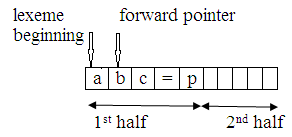 lexeme beginning
forward pointer
a b c = p
1st half
2nd half